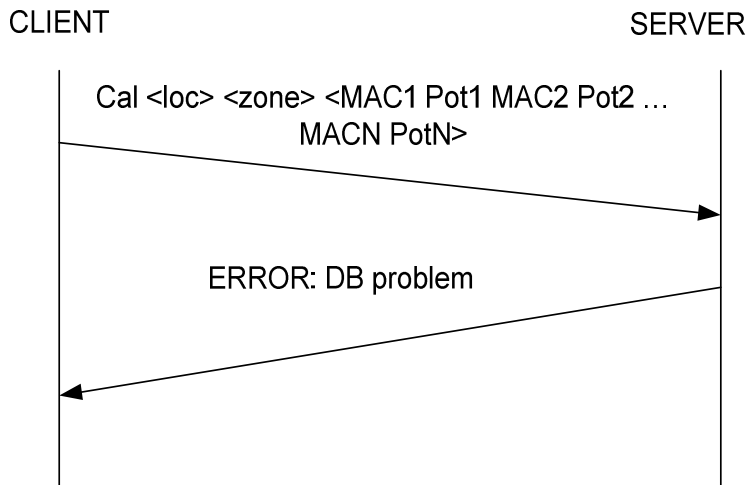 CLIENT
SERVER
Cal <loc> <zone> <MAC1 Pot1 MAC2 Pot2 …
MACN PotN>
ERROR: DB problem